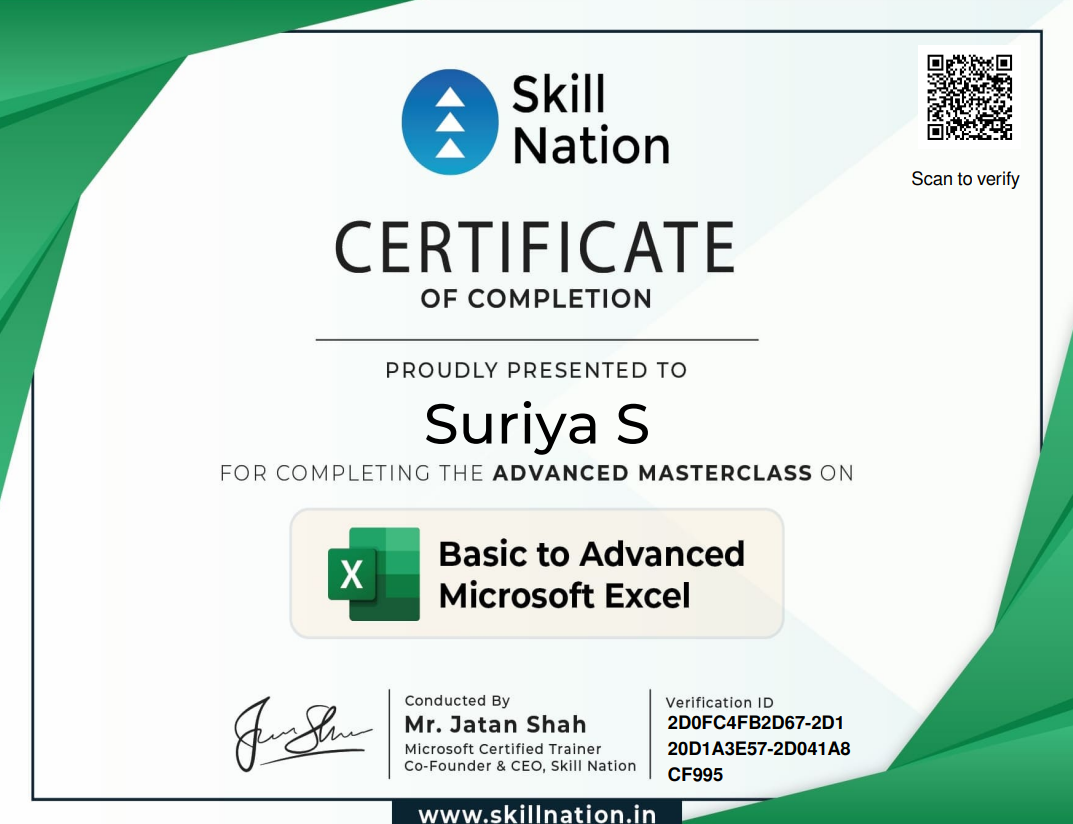 Skill
Nation
Scan to verify
CERTIFICATE
OF COMPLETION
PROUDLY PRESENTED TO
Suriya S
FOR COMPLETING THE ADVANCED MASTERCLASS ON
X
Basic to Advanced
Microsoft Excel
Conducted By
Mr. Jatan Shah
Microsoft Certified Trainer
Co-Founder & CEO, Skill Nation
Verification ID
2D0FC4FB2D67-2D1
20D1A3E57-2D041A8
CF995
www.skillnation.in